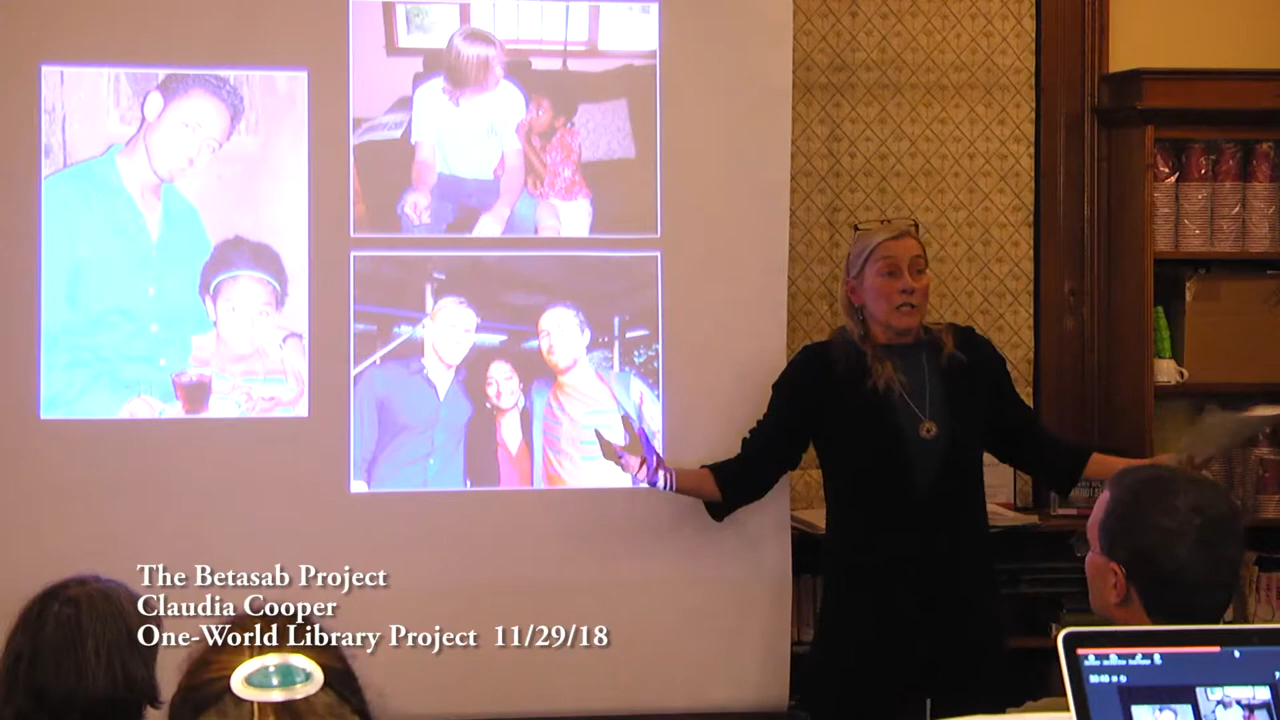 The Betasab Project
Claudia Cooper
One-World Library Project 11/29/18